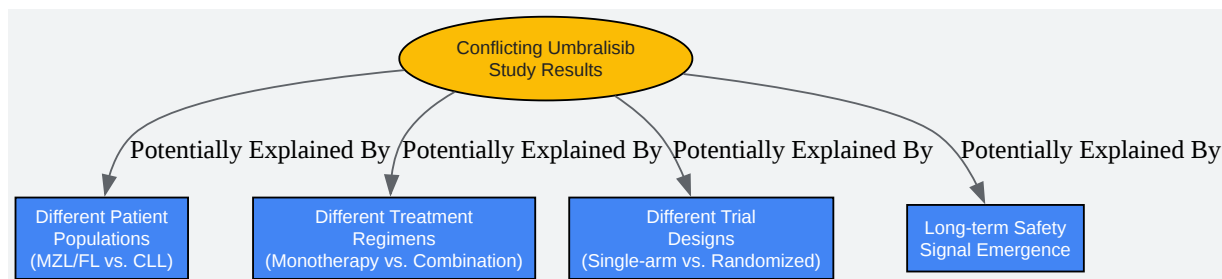 Conflicting Umbralisib
Study Results
Potentially Explained By
Potentially Explained By
Potentially Explained By
Potentially Explained By
Different Patient
Populations
(MZL/FL vs. CLL)
Different Treatment
Regimens
(Monotherapy vs. Combination)
Different Trial
Designs
(Single-arm vs. Randomized)
Long-term Safety
Signal Emergence